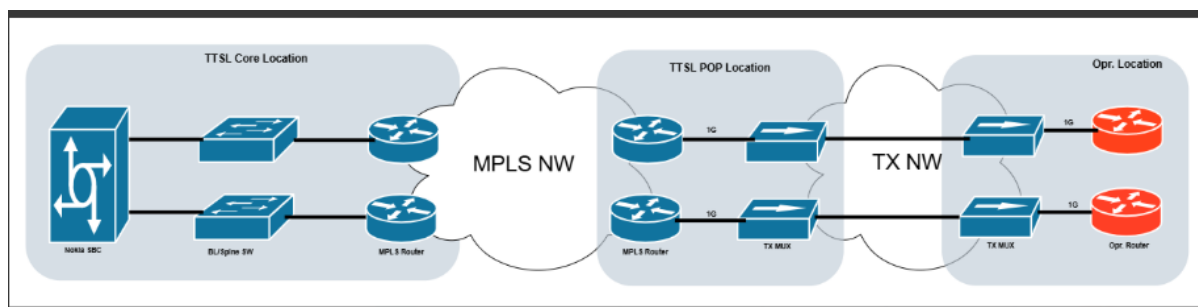 TTSL Core Location
TTSL POP Location
Opr. Location
1G
1G
MPLS NW
TX NW
1G
1G
Nokia SBC
BL/Spine SW
MPLS Router
MPLS Router
TX MUX
TX MUX
Opr. Router